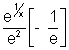 e^{1/x}/e^2 [ - 1/e ]